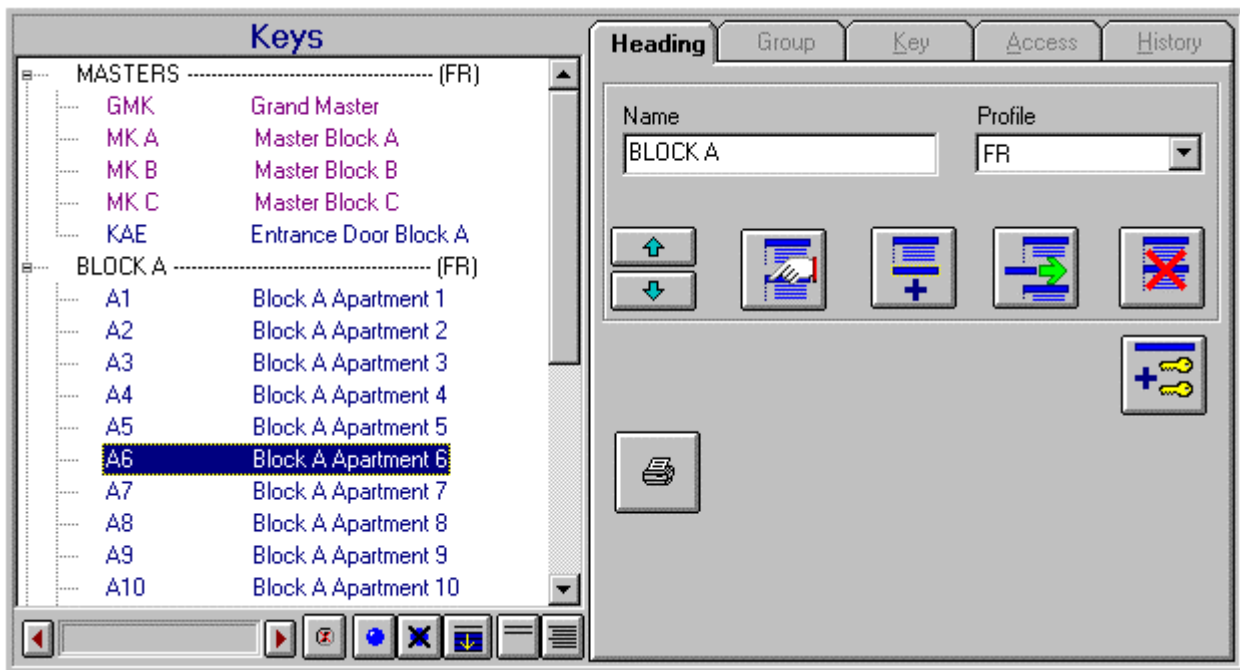 Keys
MASTERS ---------------------------------------- (FR)
GMK Grand Master
MK A Master Block A
MK B Master Block B
MK C Master Block C
KAE Entrance Door Block A
BLOCK A ------------------------------------------ (FR)
A1 Block A Apartment 1
A2 Block A Apartment 2
A3 Block A Apartment 3
A4 Block A Apartment 4
A5 Block A Apartment 5
A6 Block A Apartment 6
A7 Block A Apartment 7
A8 Block A Apartment 8
A9 Block A Apartment 9
A10 Block A Apartment 10
Heading Group Key Access History
Name Profile
BLOCK A FR